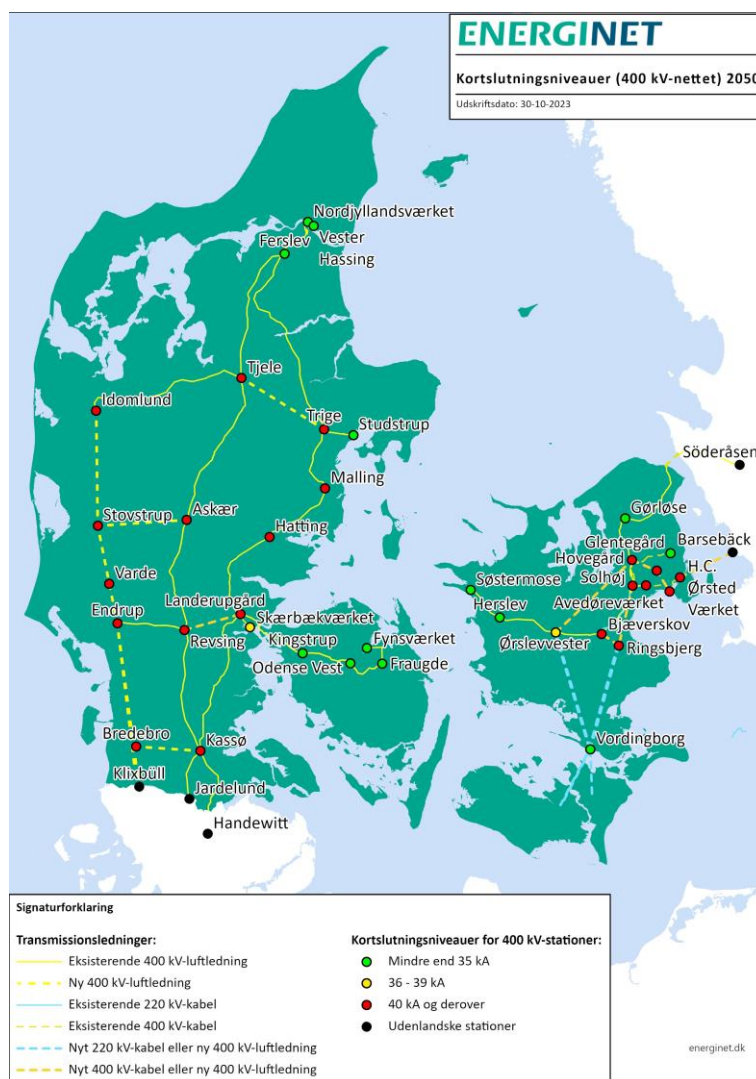 ENERGINET
Kortslutningsniveauer (400 kV-nettet) 2050
Udskriftsdato: 30-10-2023
Nordjyllandsværket
Ferslev
Vester
Hassing
Tjele
Idomlund
Trige
Studstrup
Söderåsen
Malling
Stovstrup
Askær
Gørløse
Hatting
Glentegård
Barsebäck
Hovegård
Varde
Søstermose
Solhøj
H.C.
Landerupgård
Herslev
Ørsted
Endrup
Skærbækværket
Avedøreværket
Værket
Revsing
Kingstrup
Fynsværket
Bjæverskov
Ørslevvester
Ringsbjerg
Odense Vest
Fraugde
Bredebro
Kassø
Vordingborg
Klixbüll
Jardelund
Handewitt
Signaturforklaring
Transmissionsledninger:
Eksisterende 400 kV-luftledning
Ny 400 kV-luftledning
Eksisterende 220 kV-kabel
Eksisterende 400 kV-kabel
Nyt 220 kV-kabel eller ny 400 kV-luftledning
Nyt 400 kV-kabel eller ny 400 kV-luftledning
Kortslutningsniveauer for 400 kV-stationer:
Mindre end 35 kA
36 - 39 kA
40 kA og derover
Udenlandske stationer
energinet.dk